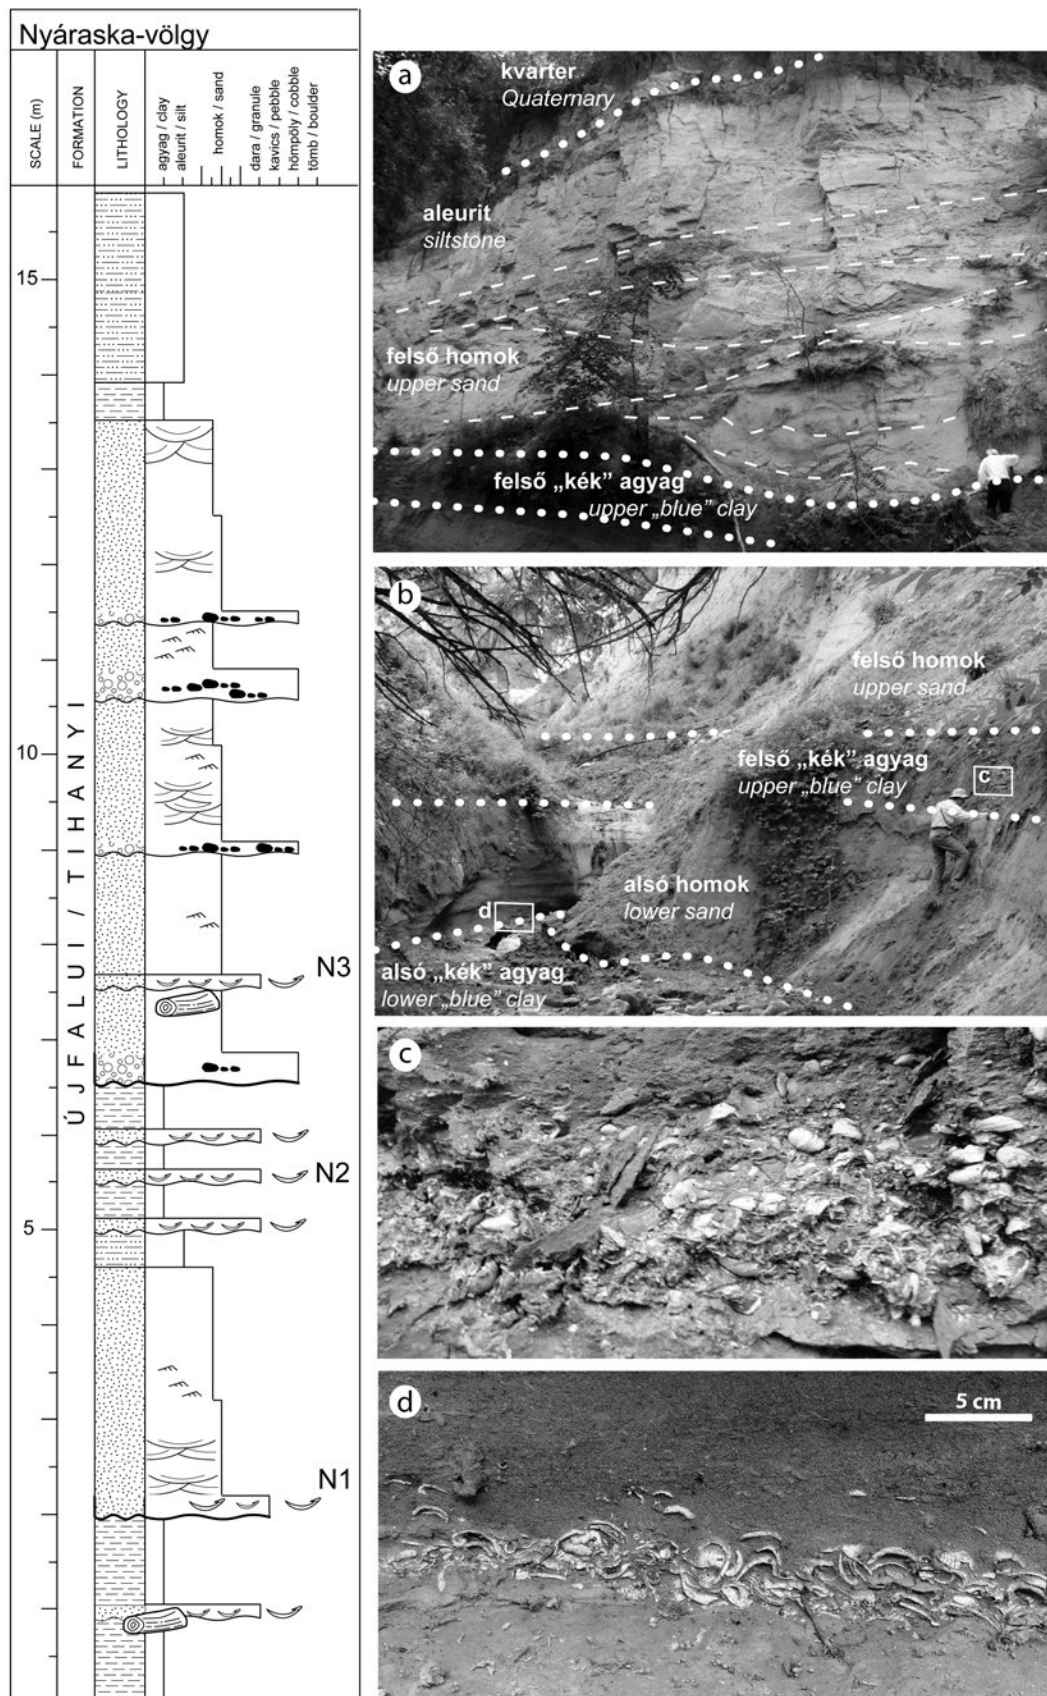 Nyáraska-völgy
SCALE (m)
FORMATION
LITHOLOGY
agyag / clay
aleurit / silt
homok / sand
dara / granule
kavics / pebble
hömpöly / cobble
tömb / boulder
15
10
5
ÚJFALUI / TIHANYI
N3
N2
N1
a
kvarter
Quaternary
aleurit
siltstone
felső homok
upper sand
felső „kék” agyag
upper „blue” clay
b
felső homok
upper sand
felső „kék” agyag
upper „blue” clay
c
alsó homok
lower sand
d
alsó „kék” agyag
lower „blue” clay
c
d
5 cm